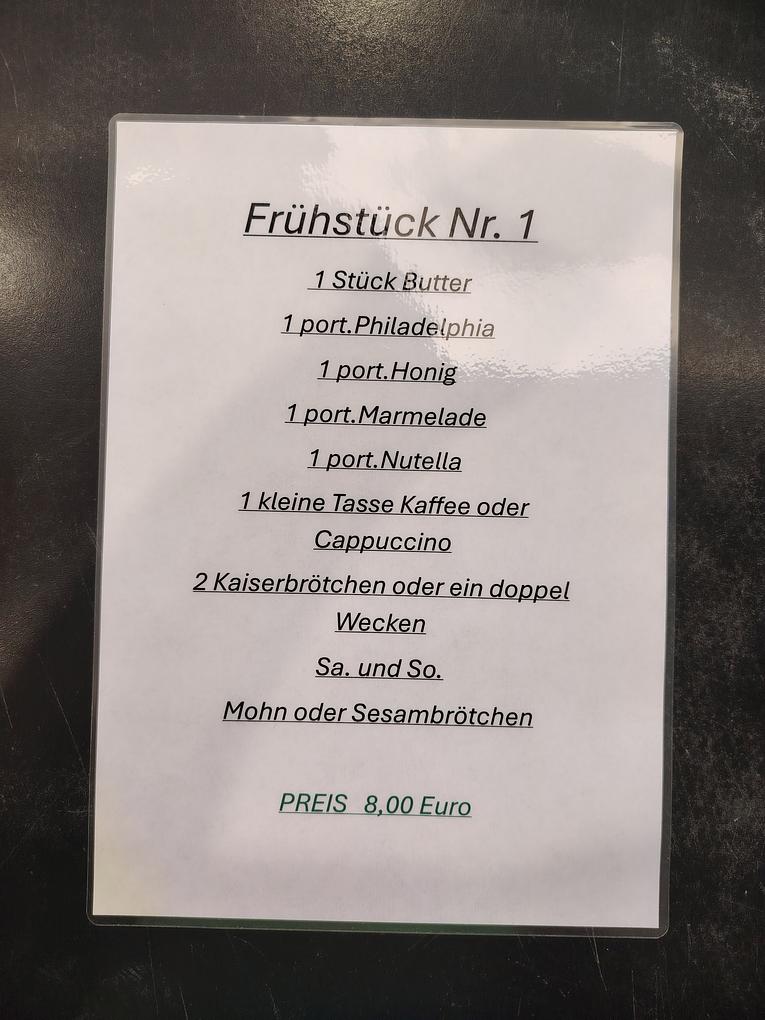 Frühstück Nr. 1
1 Stück Butter
1 port.Philadelphia
1 port.Honig
1 port.Marmelade
1 port.Nutella
1 kleine Tasse Kaffee oder
Cappuccino
2 Kaiserbrötchen oder ein doppel
Wecken
Sa. und So.
Mohn oder Sesambrötchen
PREIS 8,00 Euro